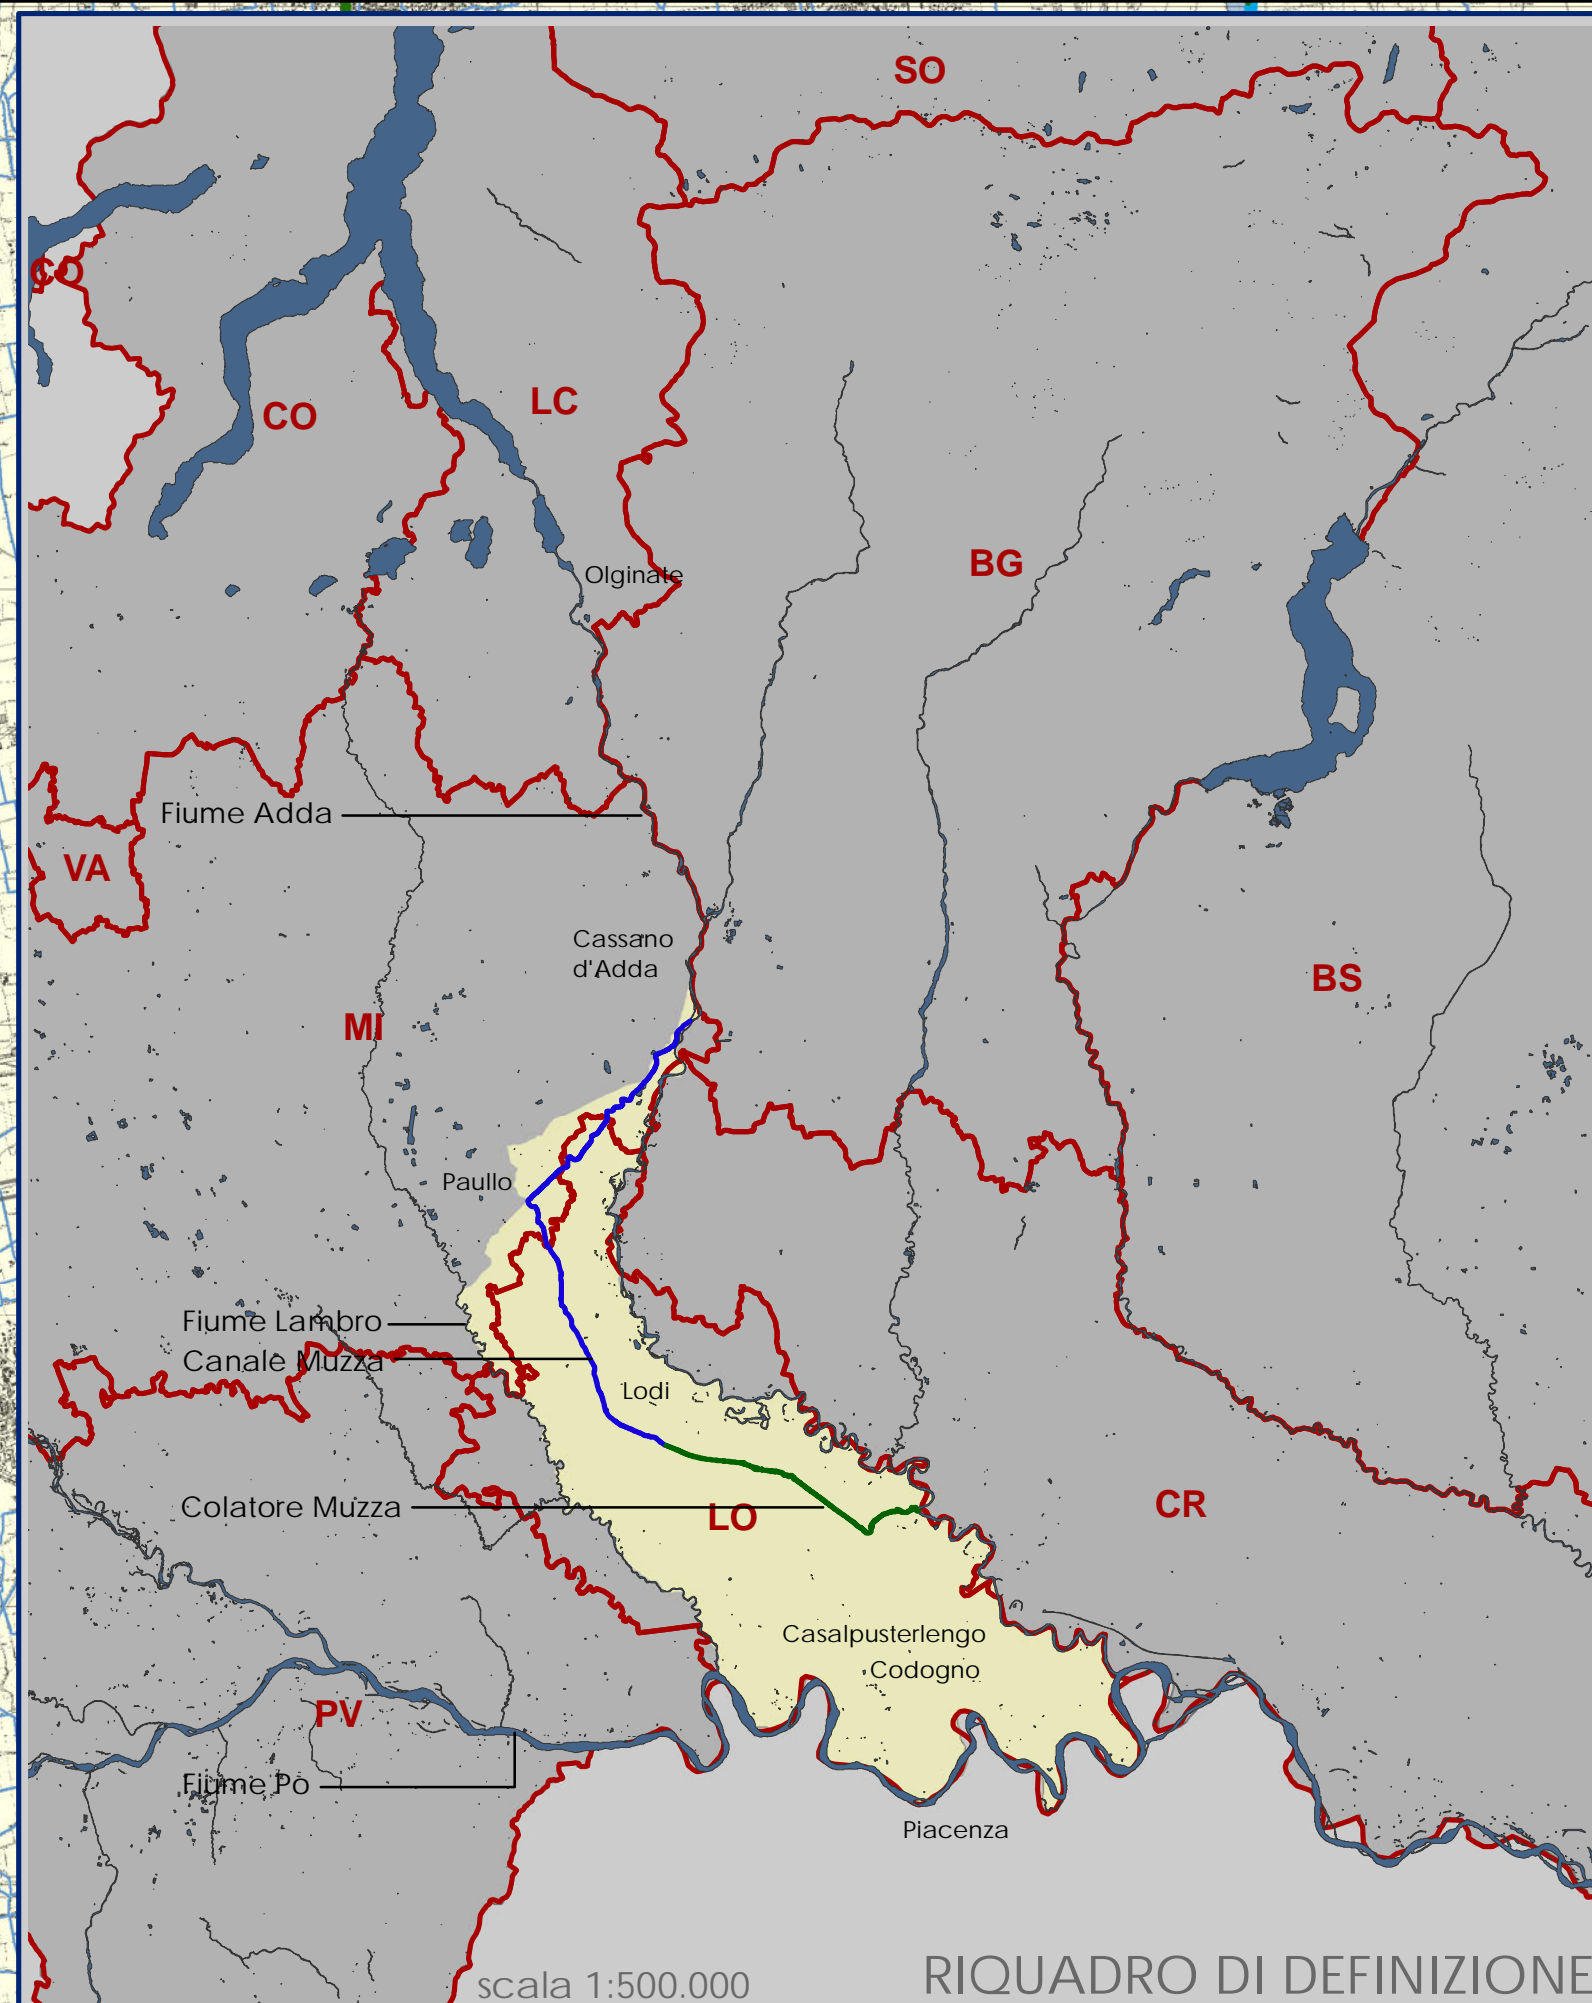 SO
CO
LC
CO
BG
Olginate
Fiume Adda
VA
Cassano
d'Adda
BS
MI
Paullo
Fiume Lambro
Canale Muzza
Lodi
Colatore Muzza
LO
CR
Casalpusterlengo
Codogno
PV
Fiume Po
Piacenza
scala 1:500.000
RIQUADRO DI DEFINIZIONE